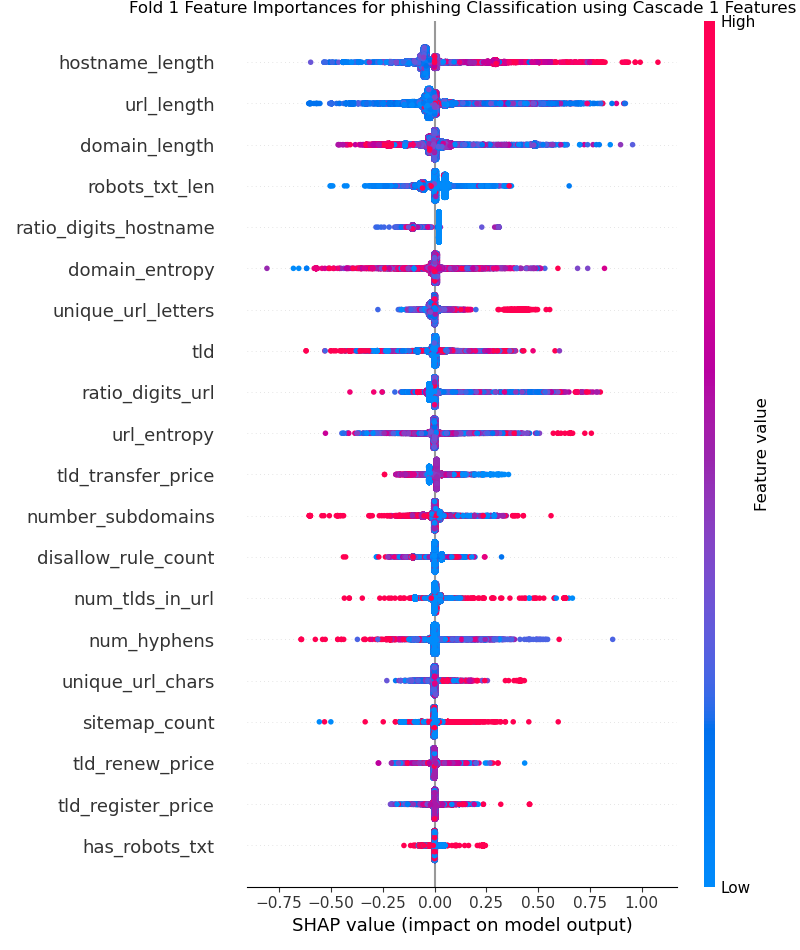 Fold 1 Feature Importances for phishing Classification using Cascade 1 Features
High
hostname_length
url_length
domain_length
robots_txt_len
ratio_digits_hostname
domain_entropy
unique_url_letters
tld
ratio_digits_url
url_entropy
tld_transfer_price
number_subdomains
disallow_rule_count
num_tlds_in_url
num_hyphens
unique_url_chars
sitemap_count
tld_renew_price
tld_register_price
has_robots_txt
Feature value
Low
−0.75 −0.50 −0.25 0.00 0.25 0.50 0.75 1.00
SHAP value (impact on model output)